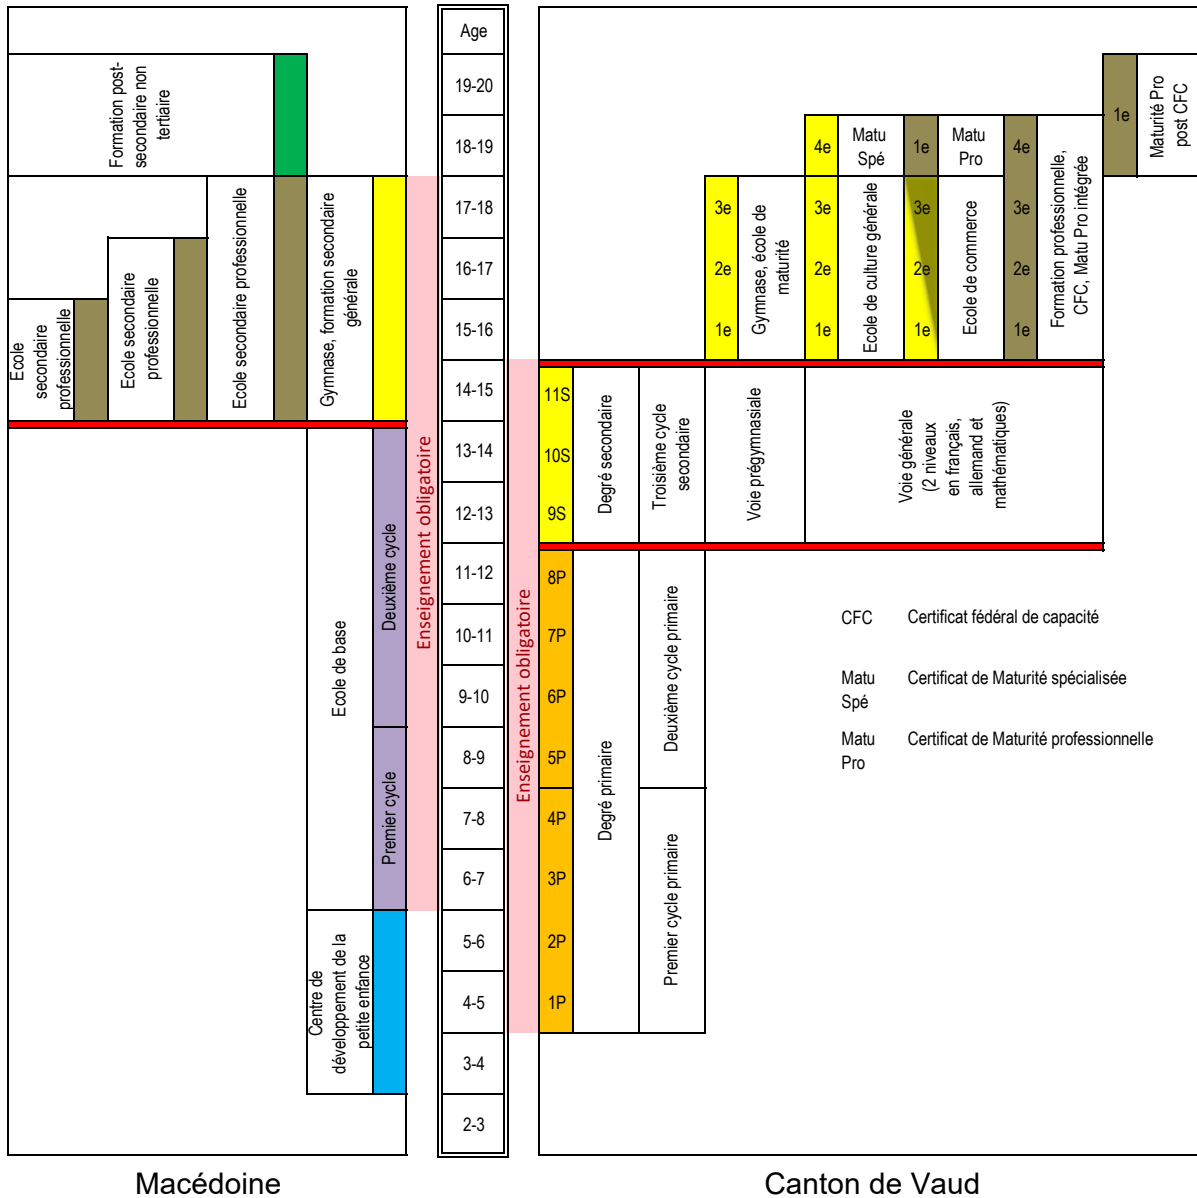 Formation post-
secondaire non
tertiaire
Ecole
secondaire
professionnelle
Ecole secondaire
professionnelle
Ecole secondaire professionnelle
Gymnase, formation secondaire
générale
Ecole de base
Deuxième cycle
Premier cycle
Centre de
développement de la
petite enfance
Enseignement obligatoire
Age
19-20
18-19
17-18
16-17
15-16
14-15
13-14
12-13
11-12
10-11
9-10
8-9
7-8
6-7
5-6
4-5
3-4
2-3
Enseignement obligatoire
11S
10S
9S
8P
7P
6P
5P
4P
3P
2P
1P
Degré secondaire
Degré primaire
Troisième cycle
secondaire
Deuxième cycle primaire
Premier cycle primaire
Voie prégymnasiale
Voie générale
(2 niveaux
en français,
allemand et
mathématiques)
3e
2e
1e
Gymnase, école de
maturité
4e
3e
2e
1e
Matu
Spé
Ecole de culture générale
1e
3e
2e
1e
Matu
Pro
Ecole de commerce
4e
3e
2e
1e
Formation professionnelle,
CFC, Matu Pro intégrée
1e
Maturité Pro
post CFC
CFC Certificat fédéral de capacité
Matu Certificat de Maturité spécialisée
Spé
Matu Certificat de Maturité professionnelle
Pro
Macédoine
Canton de Vaud